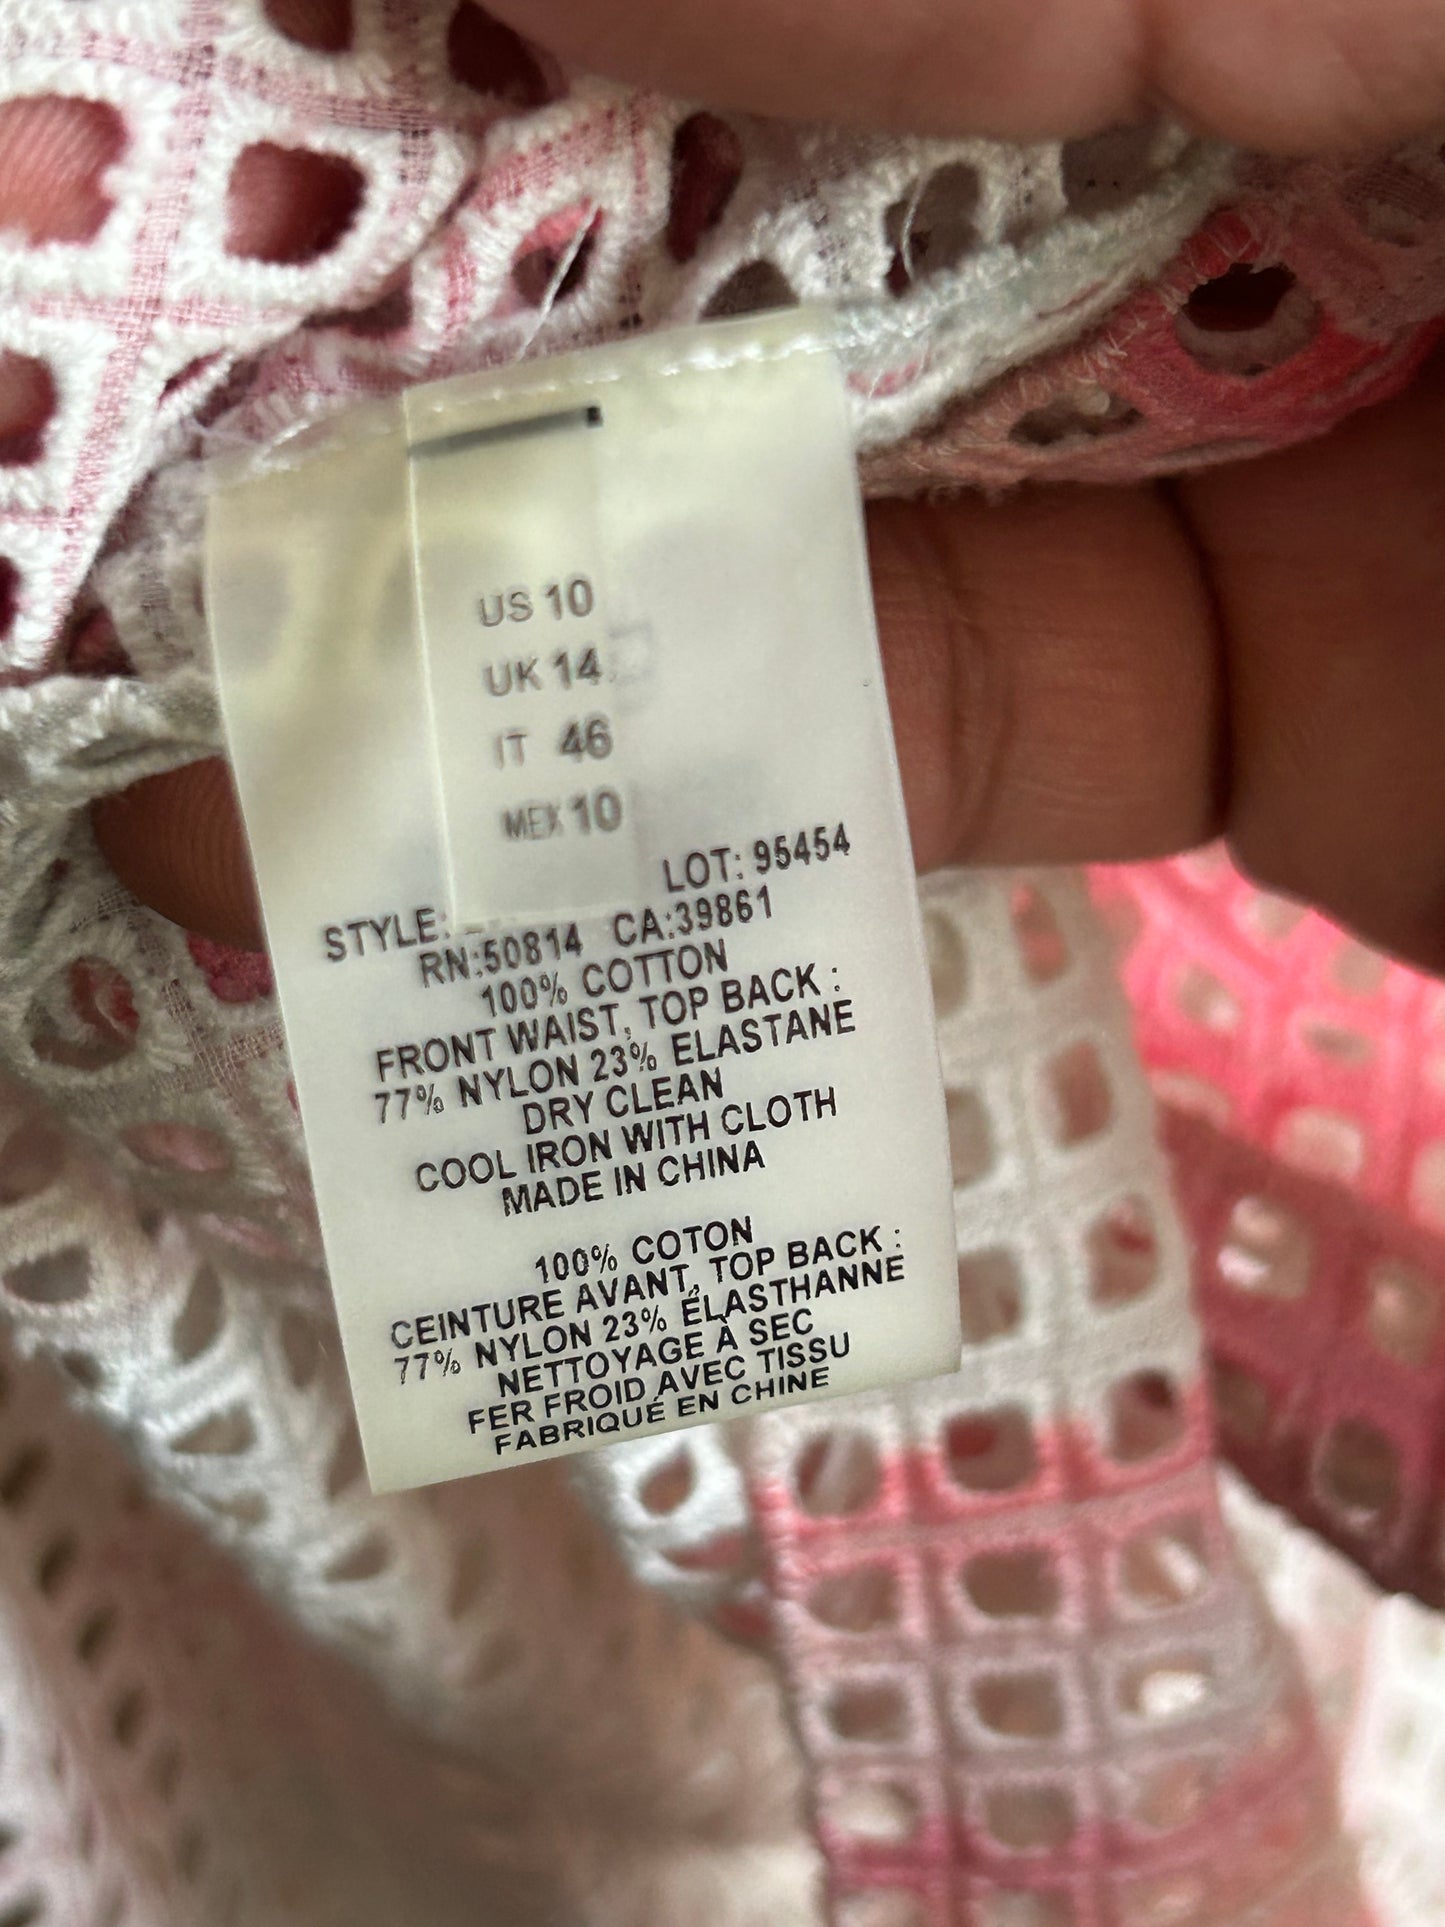 US 10
UK 14
IT 46
MEX 10
LOT: 95454
STYLE:
RN:50814 CA:39861
100% COTTON
FRONT WAIST, TOP BACK :
77% NYLON 23% ELASTANE
DRY CLEAN
COOL IRON WITH CLOTH
MADE IN CHINA
100% COTON
CEINTURE AVANT, TOP BACK :
77% NYLON 23% ÉLASTHANNE
NETTOYAGE À SEC
FER FROID AVEC TISSU
FABRIQUÉ EN CHINE